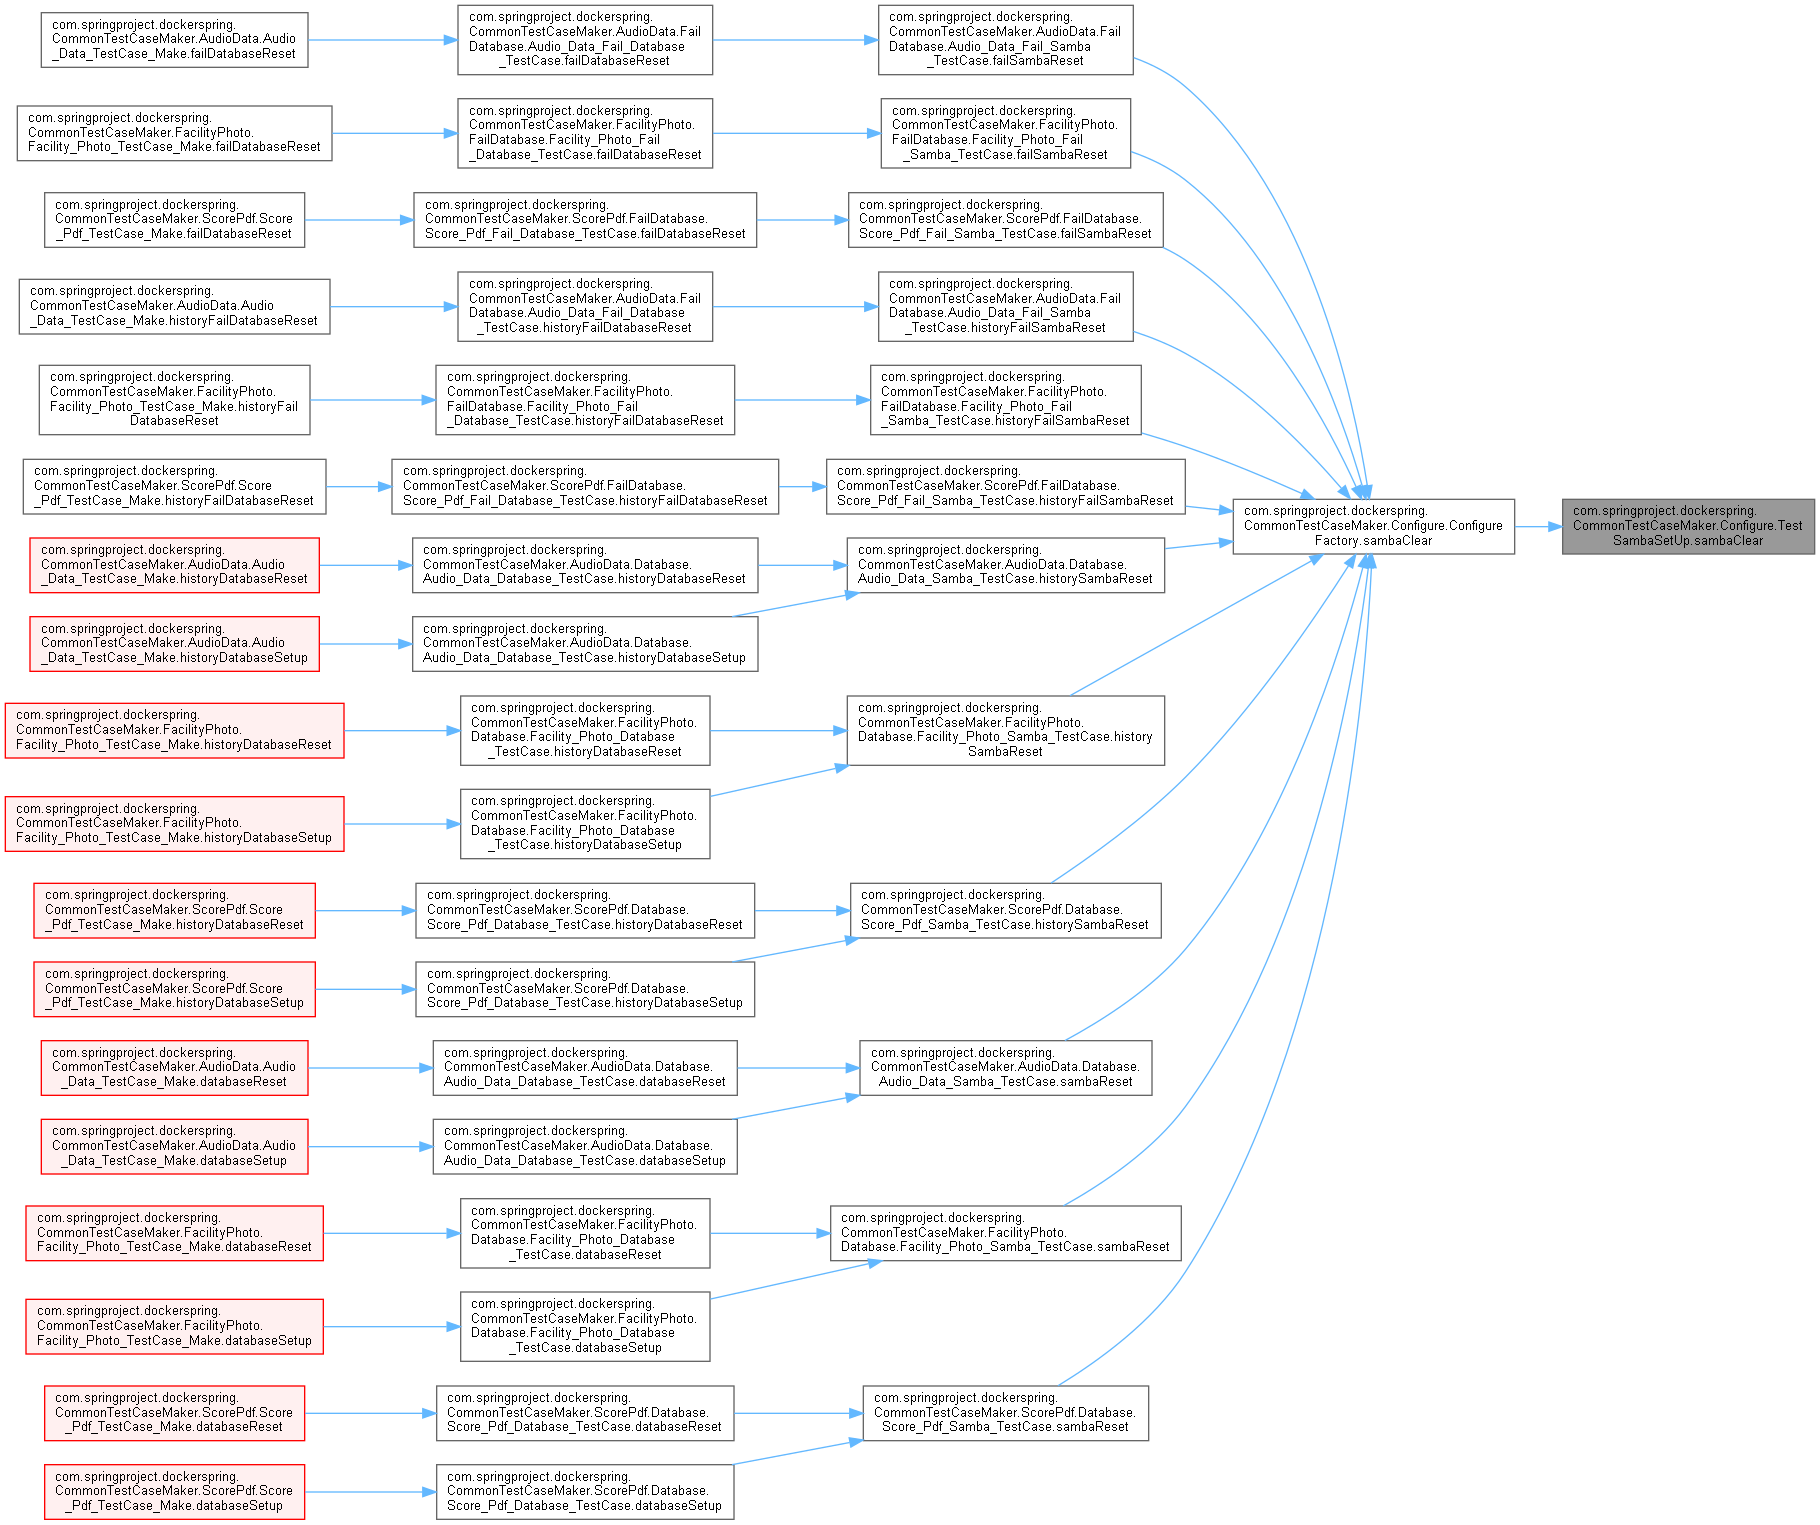 com.springproject.dockerspring.
CommonTestCaseMaker.AudioData.Audio
_Data_TestCase_Make.failDatabaseReset
com.springproject.dockerspring.
CommonTestCaseMaker.AudioData.Fail
Database.Audio_Data_Fail_Database
_TestCase.failDatabaseReset
com.springproject.dockerspring.
CommonTestCaseMaker.AudioData.Fail
Database.Audio_Data_Fail_Samba
_TestCase.failSambaReset
com.springproject.dockerspring.
CommonTestCaseMaker.FacilityPhoto.
Facility_Photo_TestCase_Make.failDatabaseReset
com.springproject.dockerspring.
CommonTestCaseMaker.FacilityPhoto.
FailDatabase.Facility_Photo_Fail
_Database_TestCase.failDatabaseReset
com.springproject.dockerspring.
CommonTestCaseMaker.FacilityPhoto.
FailDatabase.Facility_Photo_Fail
_Samba_TestCase.failSambaReset
com.springproject.dockerspring.
CommonTestCaseMaker.ScorePdf.Score
_Pdf_TestCase_Make.failDatabaseReset
com.springproject.dockerspring.
CommonTestCaseMaker.ScorePdf.FailDatabase.
Score_Pdf_Fail_Database_TestCase.failDatabaseReset
com.springproject.dockerspring.
CommonTestCaseMaker.ScorePdf.FailDatabase.
Score_Pdf_Fail_Samba_TestCase.failSambaReset
com.springproject.dockerspring.
CommonTestCaseMaker.AudioData.Audio
_Data_TestCase_Make.historyFailDatabaseReset
com.springproject.dockerspring.
CommonTestCaseMaker.AudioData.Fail
Database.Audio_Data_Fail_Database
_TestCase.historyFailDatabaseReset
com.springproject.dockerspring.
CommonTestCaseMaker.AudioData.Fail
Database.Audio_Data_Fail_Samba
_TestCase.historyFailSambaReset
com.springproject.dockerspring.
CommonTestCaseMaker.FacilityPhoto.
Facility_Photo_TestCase_Make.historyFail
DatabaseReset
com.springproject.dockerspring.
CommonTestCaseMaker.FacilityPhoto.
FailDatabase.Facility_Photo_Fail
_Database_TestCase.historyFailDatabaseReset
com.springproject.dockerspring.
CommonTestCaseMaker.FacilityPhoto.
FailDatabase.Facility_Photo_Fail
_Samba_TestCase.historyFailSambaReset
com.springproject.dockerspring.
CommonTestCaseMaker.ScorePdf.Score
_Pdf_TestCase_Make.historyFailDatabaseReset
com.springproject.dockerspring.
CommonTestCaseMaker.ScorePdf.FailDatabase.
Score_Pdf_Fail_Database_TestCase.historyFailDatabaseReset
com.springproject.dockerspring.
CommonTestCaseMaker.ScorePdf.FailDatabase.
Score_Pdf_Fail_Samba_TestCase.historyFailSambaReset
com.springproject.dockerspring.
CommonTestCaseMaker.Configure.Configure
Factory.sambaClear
com.springproject.dockerspring.
CommonTestCaseMaker.Configure.Test
SambaSetUp.sambaClear
com.springproject.dockerspring.
CommonTestCaseMaker.AudioData.Audio
_Data_TestCase_Make.historyDatabaseReset
com.springproject.dockerspring.
CommonTestCaseMaker.AudioData.Database.
Audio_Data_Database_TestCase.historyDatabaseReset
com.springproject.dockerspring.
CommonTestCaseMaker.AudioData.Database.
Audio_Data_Samba_TestCase.historySambaReset
com.springproject.dockerspring.
CommonTestCaseMaker.AudioData.Audio
_Data_TestCase_Make.historyDatabaseSetup
com.springproject.dockerspring.
CommonTestCaseMaker.AudioData.Database.
Audio_Data_Database_TestCase.historyDatabaseSetup
com.springproject.dockerspring.
CommonTestCaseMaker.FacilityPhoto.
Facility_Photo_TestCase_Make.historyDatabaseReset
com.springproject.dockerspring.
CommonTestCaseMaker.FacilityPhoto.
Database.Facility_Photo_Database
_TestCase.historyDatabaseReset
com.springproject.dockerspring.
CommonTestCaseMaker.FacilityPhoto.
Database.Facility_Photo_Samba_TestCase.history
SambaReset
com.springproject.dockerspring.
CommonTestCaseMaker.FacilityPhoto.
Facility_Photo_TestCase_Make.historyDatabaseSetup
com.springproject.dockerspring.
CommonTestCaseMaker.FacilityPhoto.
Database.Facility_Photo_Database
_TestCase.historyDatabaseSetup
com.springproject.dockerspring.
CommonTestCaseMaker.ScorePdf.Score
_Pdf_TestCase_Make.historyDatabaseReset
com.springproject.dockerspring.
CommonTestCaseMaker.ScorePdf.Database.
Score_Pdf_Database_TestCase.historyDatabaseReset
com.springproject.dockerspring.
CommonTestCaseMaker.ScorePdf.Database.
Score_Pdf_Samba_TestCase.historySambaReset
com.springproject.dockerspring.
CommonTestCaseMaker.ScorePdf.Score
_Pdf_TestCase_Make.historyDatabaseSetup
com.springproject.dockerspring.
CommonTestCaseMaker.ScorePdf.Database.
Score_Pdf_Database_TestCase.historyDatabaseSetup
com.springproject.dockerspring.
CommonTestCaseMaker.AudioData.Audio
_Data_TestCase_Make.databaseReset
com.springproject.dockerspring.
CommonTestCaseMaker.AudioData.Database.
Audio_Data_Database_TestCase.databaseReset
com.springproject.dockerspring.
CommonTestCaseMaker.AudioData.Database.
Audio_Data_Samba_TestCase.sambaReset
com.springproject.dockerspring.
CommonTestCaseMaker.AudioData.Audio
_Data_TestCase_Make.databaseSetup
com.springproject.dockerspring.
CommonTestCaseMaker.AudioData.Database.
Audio_Data_Database_TestCase.databaseSetup
com.springproject.dockerspring.
CommonTestCaseMaker.FacilityPhoto.
Facility_Photo_TestCase_Make.databaseReset
com.springproject.dockerspring.
CommonTestCaseMaker.FacilityPhoto.
Database.Facility_Photo_Database
_TestCase.databaseReset
com.springproject.dockerspring.
CommonTestCaseMaker.FacilityPhoto.
Database.Facility_Photo_Samba_TestCase.sambaReset
com.springproject.dockerspring.
CommonTestCaseMaker.FacilityPhoto.
Facility_Photo_TestCase_Make.databaseSetup
com.springproject.dockerspring.
CommonTestCaseMaker.FacilityPhoto.
Database.Facility_Photo_Database
_TestCase.databaseSetup
com.springproject.dockerspring.
CommonTestCaseMaker.ScorePdf.Score
_Pdf_TestCase_Make.databaseReset
com.springproject.dockerspring.
CommonTestCaseMaker.ScorePdf.Database.
Score_Pdf_Database_TestCase.databaseReset
com.springproject.dockerspring.
CommonTestCaseMaker.ScorePdf.Database.
Score_Pdf_Samba_TestCase.sambaReset
com.springproject.dockerspring.
CommonTestCaseMaker.ScorePdf.Score
_Pdf_TestCase_Make.databaseSetup
com.springproject.dockerspring.
CommonTestCaseMaker.ScorePdf.Database.
Score_Pdf_Database_TestCase.databaseSetup